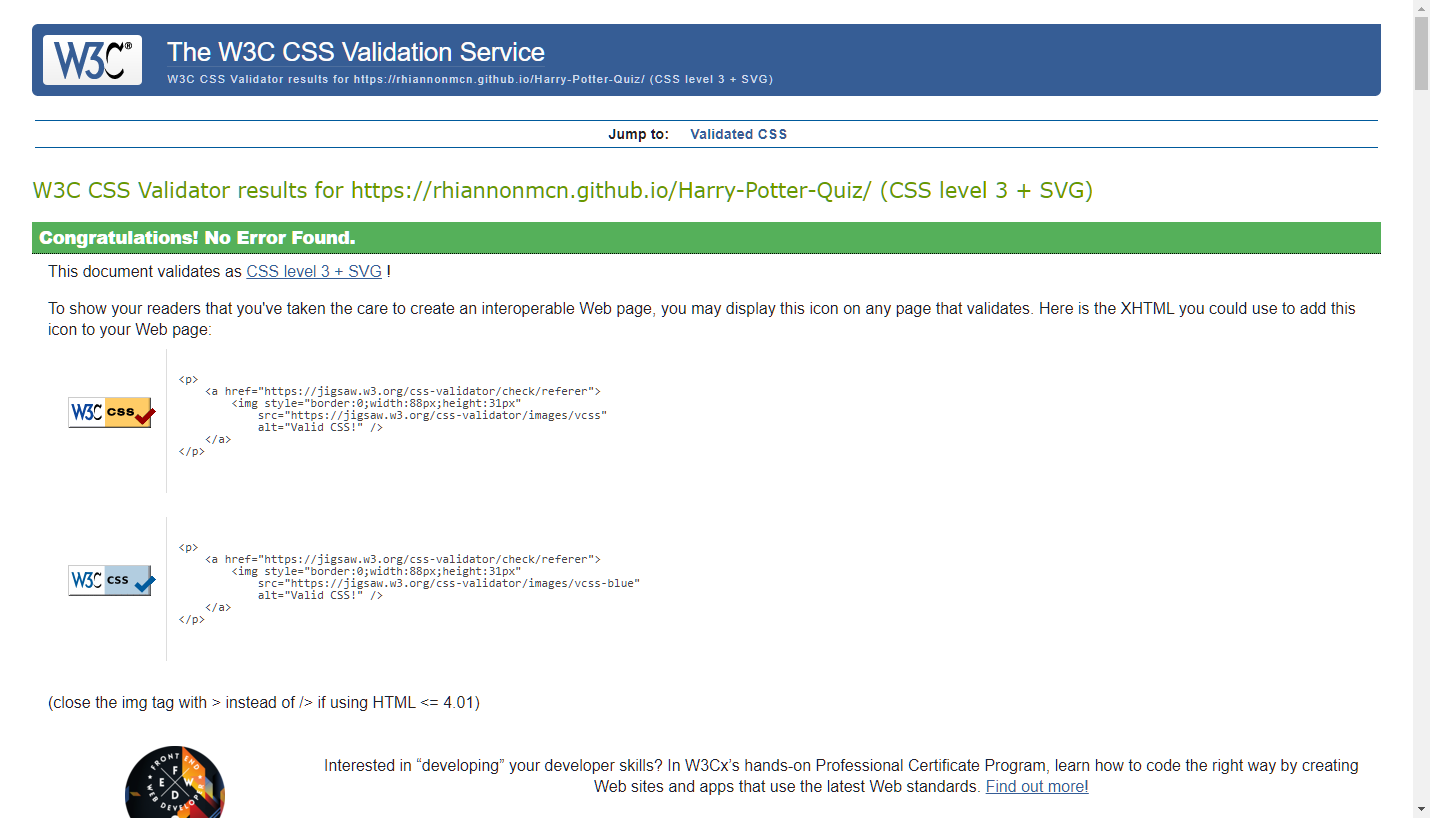 W3C®
The W3C CSS Validation Service
W3C CSS Validator results for https://rhiannonmcn.github.io/Harry-Potter-Quiz/ (CSS level 3 + SVG)
Jump to: Validated CSS
W3C CSS Validator results for https://rhiannonmcn.github.io/Harry-Potter-Quiz/ (CSS level 3 + SVG)
Congratulations! No Error Found.
This document validates as CSS level 3 + SVG !
To show your readers that you've taken the care to create an interoperable Web page, you may display this icon on any page that validates. Here is the XHTML you could use to add this
icon to your Web page:
<p>
<a href="https://jigsaw.w3.org/css-validator/check/referer">
<img style="border:0;width:88px;height:31px"
W3C css
src="https://jigsaw.w3.org/css-validator/images/vcss"
alt="Valid CSS!" />
</a>
</p>
<p>
<a href="https://jigsaw.w3.org/css-validator/check/referer">
<img style="border:0;width:88px;height:31px"
W3C css
src="https://jigsaw.w3.org/css-validator/images/vcss-blue"
alt="Valid CSS!" />
</a>
</p>
(close the img tag with > instead of /> if using HTML <= 4.01)
FRONT END
F
E W
D
WEB DEVELOP
Interested in “developing” your developer skills? In W3Cx’s hands-on Professional Certificate Program, learn how to code the right way by creating
Web sites and apps that use the latest Web standards. Find out more!